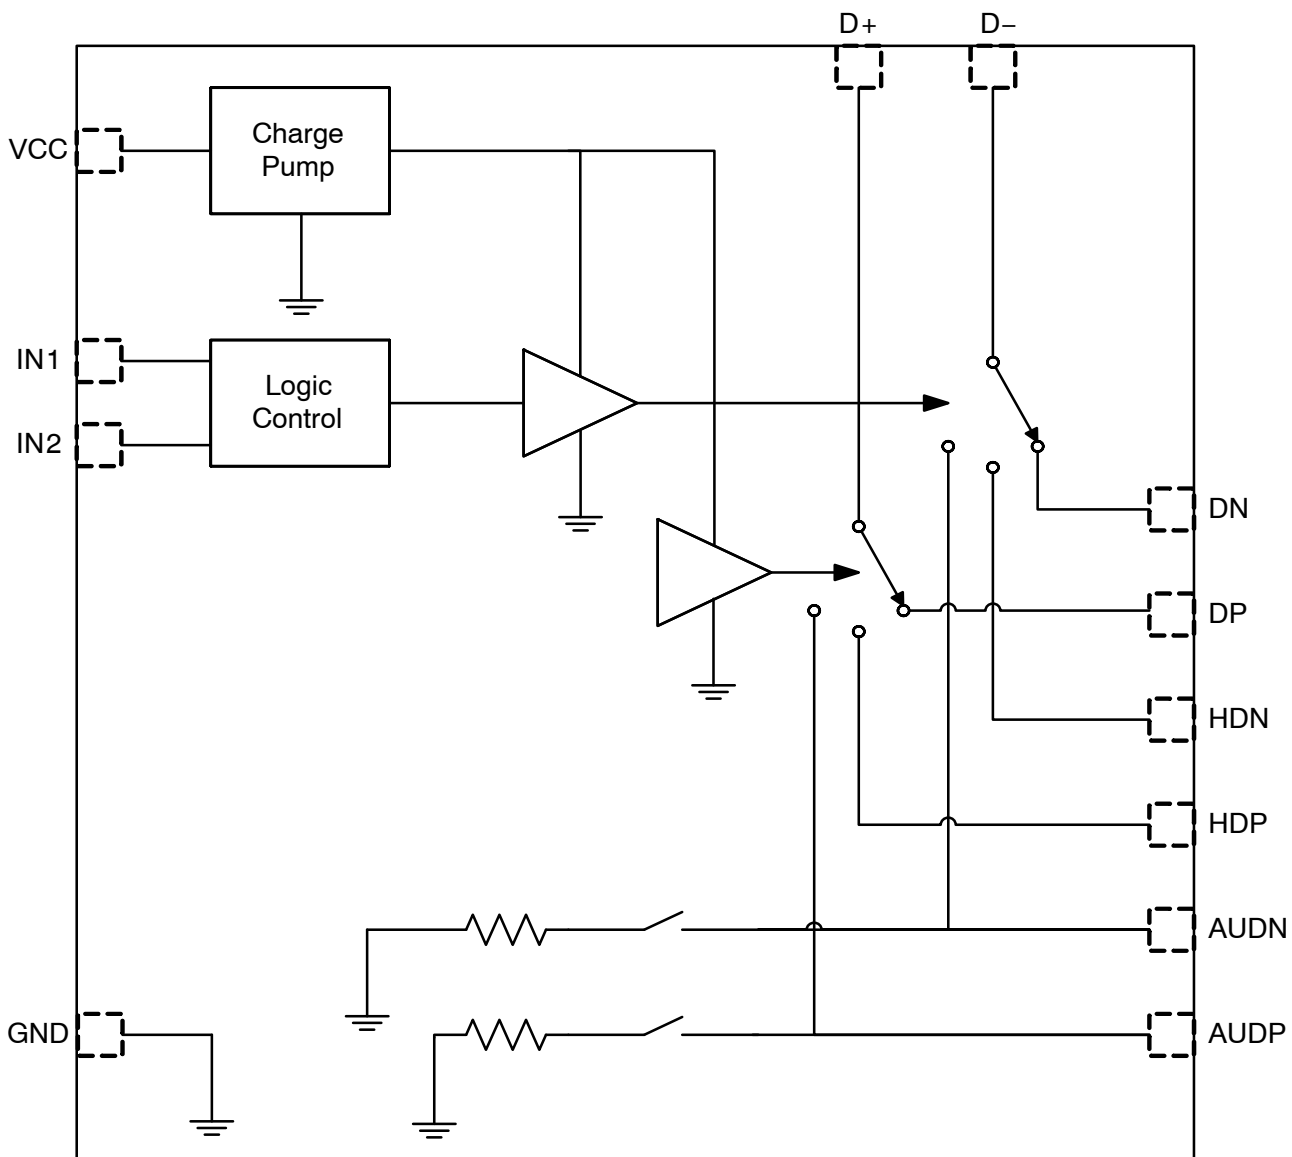 D+
D−
VCC
Charge
Pump
IN1
IN2
Logic
Control
DN
DP
HDN
HDP
AUDN
GND
AUDP